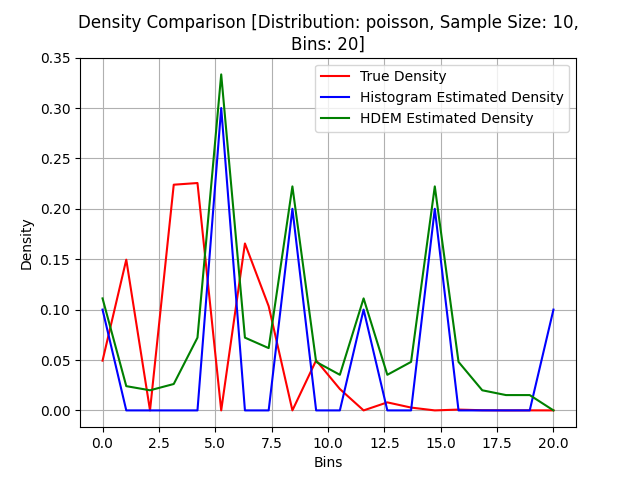 Density Comparison [Distribution: poisson, Sample Size: 10,
Bins: 20]
True Density
Histogram Estimated Density
HDEM Estimated Density
Density
0.35
0.30
0.25
0.20
0.15
0.10
0.05
0.00
0.0 2.5 5.0 7.5 10.0 12.5 15.0 17.5 20.0
Bins